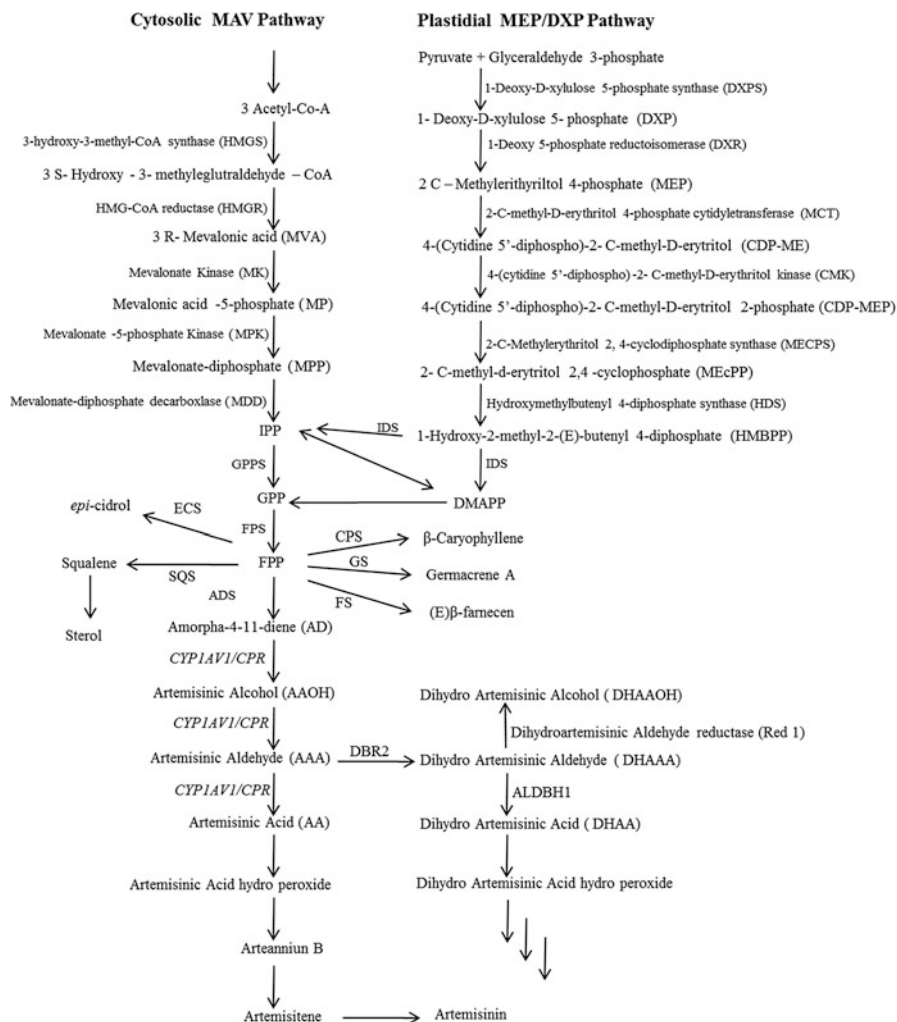 Cytosolic MAV Pathway
Plastidial MEP/DXP Pathway
Pyruvate + Glyceraldehyde 3-phosphate
1-Deoxy-D-xylulose 5-phosphate synthase (DXPS)
3 Acetyl-Co-A
1- Deoxy-D-xylulose 5- phosphate (DXP)
3-hydroxy-3-methyl-CoA synthase (HMGS)
1-Deoxy 5-phosphate reductoisomerase (DXR)
3 S- Hydroxy - 3- methyleglutraldehyde – CoA
2 C – Methylerithyriltol 4-phosphate (MEP)
HMG-CoA reductase (HMGR)
2-C-methyl-D-erythritol 4-phosphate cytidyletransferase (MCT)
3 R- Mevalonic acid (MVA)
4-(Cytidine 5’-diphospho)-2- C-methyl-D-erytritol (CDP-ME)
Mevalonate Kinase (MK)
4-(cytidine 5’-diphospho) -2- C-methyl-D-erythritol kinase (CMK)
Mevalonic acid -5-phosphate (MP)
4-(Cytidine 5’-diphospho)-2- C-methyl-D-erytritol 2-phosphate (CDP-MEP)
Mevalonate -5-phosphate Kinase (MPK)
2-C-Methylerythritol 2, 4-cyclodiphosphate synthase (MECPS)
Mevalonate-diphosphate (MPP)
2- C-methyl-d-erytritol 2,4 -cyclophosphate (MEcPP)
Mevalonate-diphosphate decarboxlase (MDD)
Hydroxymethylbutenyl 4-diphosphate synthase (HDS)
IPP
IDS
1-Hydroxy-2-methyl-2-(E)-butenyl 4-diphosphate (HMBPP)
GPPS
IDS
GPP
DMAPP
epi-cidrol
ECS
FPS
CPS
β-Caryophyllene
Squalene
SQS
FPP
GS
Germacrene A
ADS
FS
(E)β-farnecen
Sterol
Amorpha-4-11-diene (AD)
CYP1AV1/CPR
Artemisinic Alcohol (AAOH)
Dihydro Artemisinic Alcohol ( DHAAOH)
CYP1AV1/CPR
Dihydroartemisinic Aldehyde reductase (Red 1)
Artemisinic Aldehyde (AAA)
DBR2
Dihydro Artemisinic Aldehyde ( DHAAA)
CYP1AV1/CPR
ALDBH1
Artemisinic Acid (AA)
Dihydro Artemisinic Acid ( DHAA)
Artemisinic Acid hydro peroxide
Dihydro Artemisinic Acid hydro peroxide
Arteanniun B
Artemisitene
Artemisinin